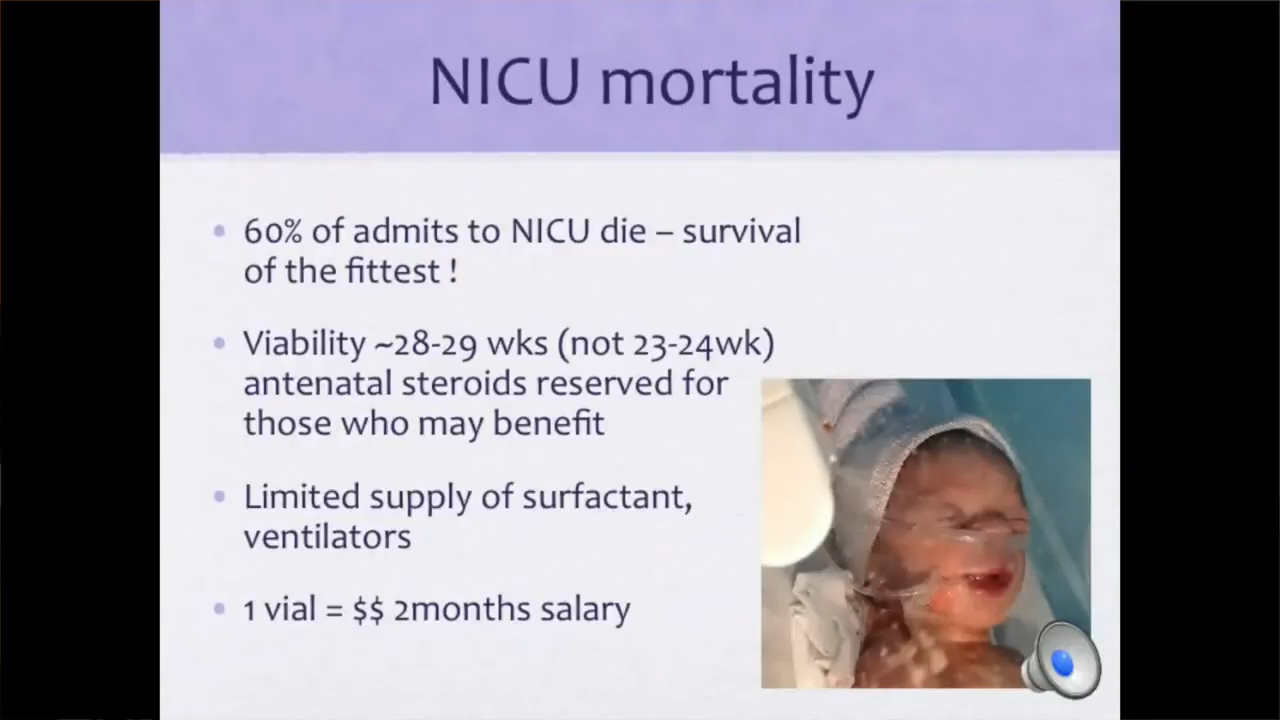 NICU mortality
• 60% of admits to NICU die – survival
of the fittest !
• Viability ~28-29 wks (not 23-24wk)
antenatal steroids reserved for
those who may benefit
• Limited supply of surfactant,
ventilators
• 1 vial = $$ 2months salary